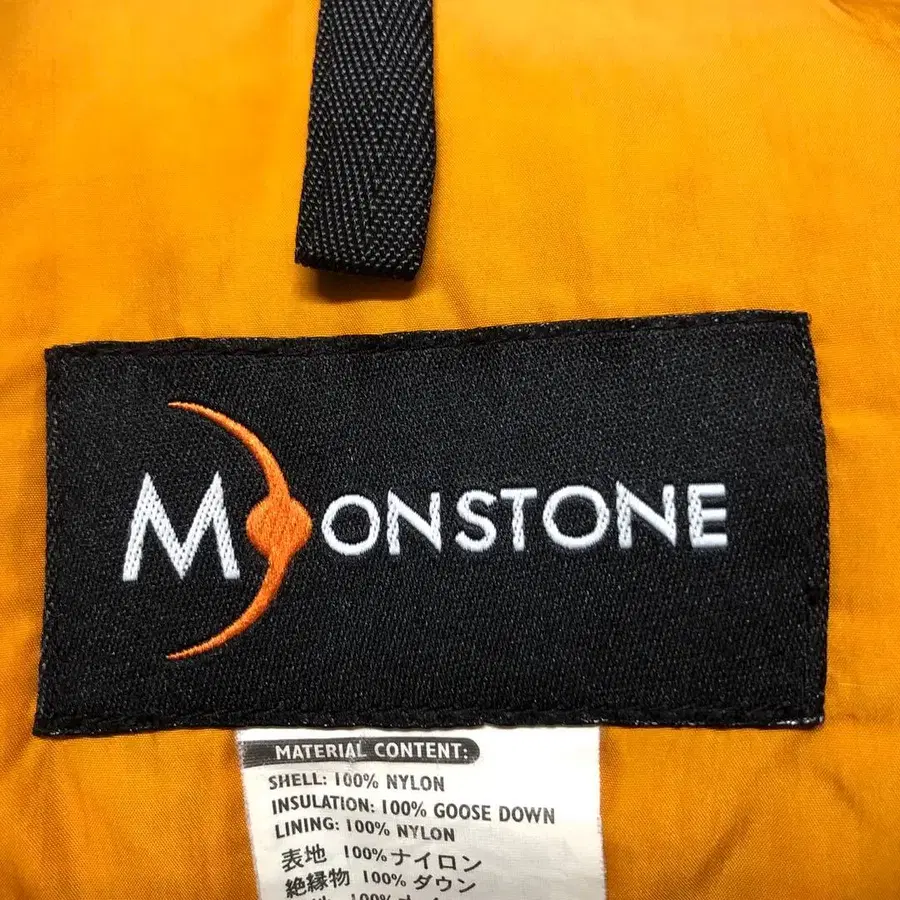 MOONSTONE
MATERIAL CONTENT:
SHELL: 100% NYLON
INSULATION: 100% GOOSE DOWN
LINING: 100% NYLON
表地 100%ナイロン
絶縁物 100%ダウン